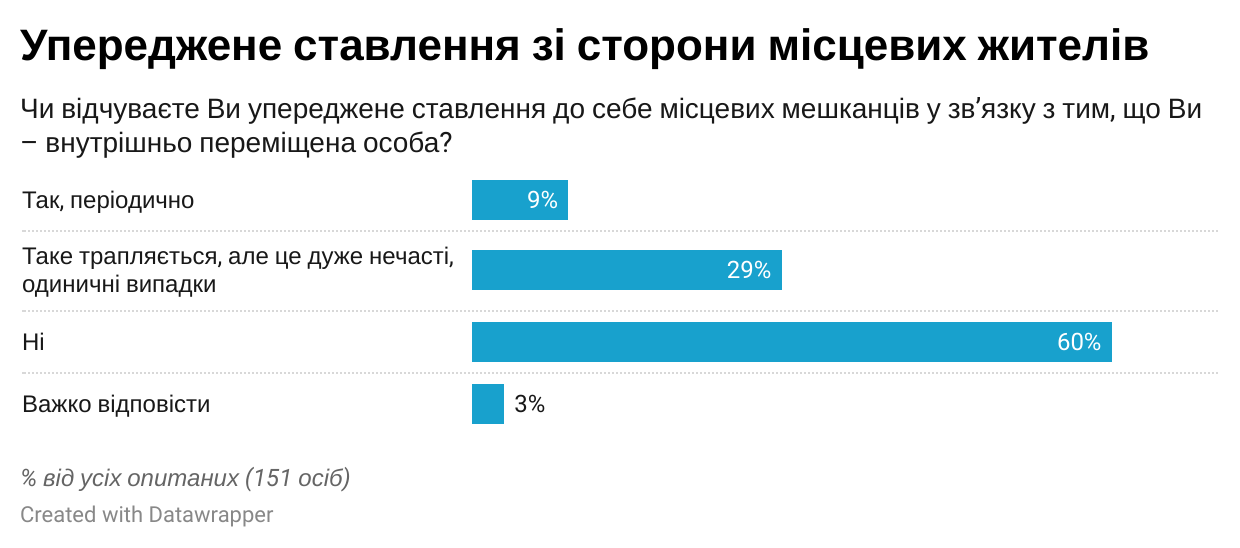 Упереджене ставлення зі сторони місцевих жителів
Чи відчуваєте Ви упереджене ставлення до себе місцевих мешканців у зв’язку з тим, що Ви
– внутрішньо переміщена особа?
Так, періодично 9%
Таке трапляється, але це дуже нечасті,
одиничні випадки 29%
Ні 60%
Важко відповісти 3%
% від усіх опитаних (151 осіб)
Created with Datawrapper